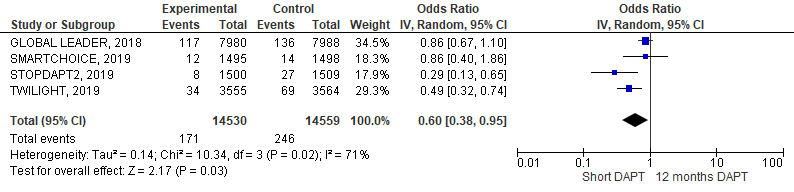 Experimental Control Odds Ratio Odds Ratio
Study or Subgroup Events Total Events Total Weight IV, Random, 95% CI IV, Random, 95% CI
GLOBAL LEADER, 2018 117 7980 136 7988 34.5% 0.86 [0.67, 1.10]
SMARTCHOICE, 2019 12 1495 14 1498 18.3% 0.86 [0.40, 1.86]
STOPDAPT2, 2019 8 1500 27 1509 17.9% 0.29 [0.13, 0.65]
TWILIGHT, 2019 34 3555 69 3564 29.3% 0.49 [0.32, 0.74]
Total (95% CI) 14530 14559 100.0% 0.60 [0.38, 0.95]
Total events 171 246
Heterogeneity: Tau² = 0.14; Chi² = 10.34, df = 3 (P = 0.02); I² = 71%
Test for overall effect: Z = 2.17 (P = 0.03)
0.01 0.1 1 10 100
Short DAPT 12 months DAPT